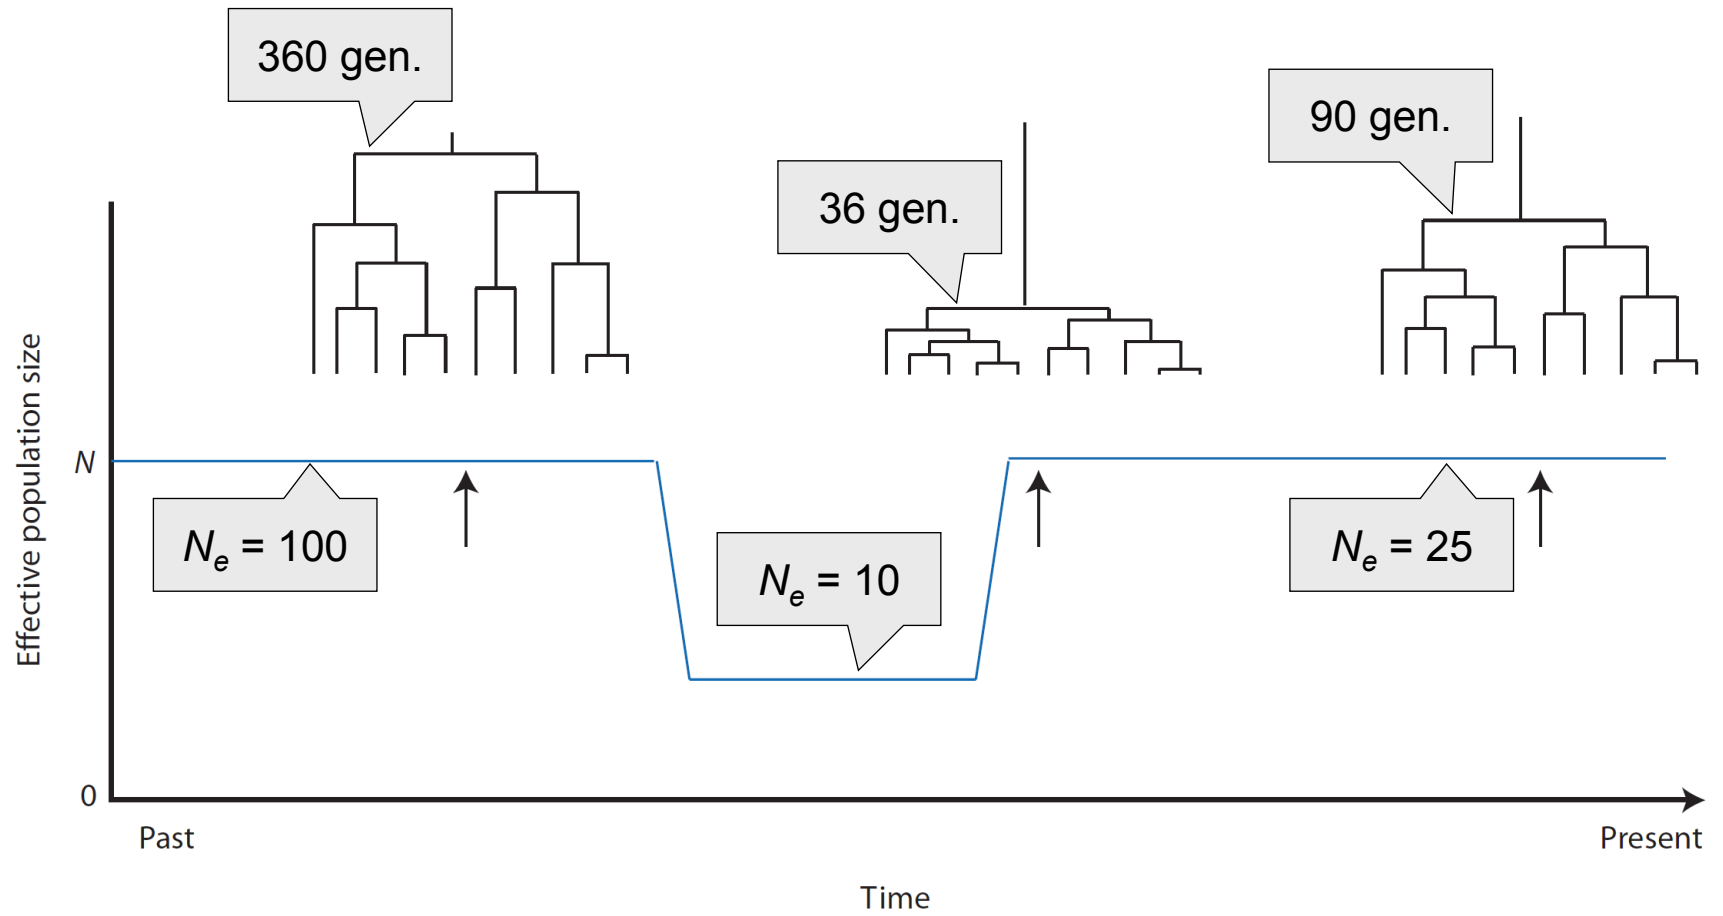 360 gen.
36 gen.
90 gen.
Effective population size
N
Ne = 100
Ne = 10
Ne = 25
0
Past
Present
Time